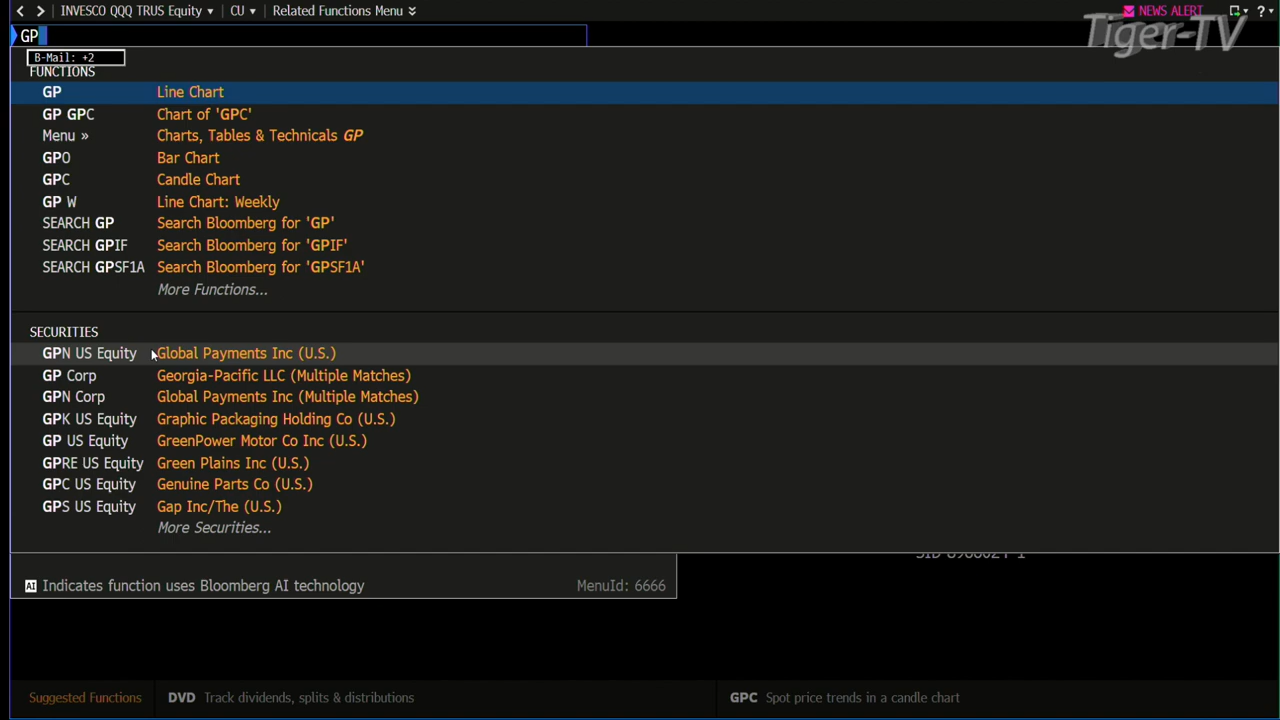 INVESCO QQQ TRUS Equity CU Related Functions Menu NEWS ALERT ?
Tiger-TV
GP
B-Mail: +2
FUNCTIONS
GP Line Chart
GP GPC Chart of 'GPC'
Menu » Charts, Tables & Technicals GP
GPO Bar Chart
GPC Candle Chart
GP W Line Chart: Weekly
SEARCH GP Search Bloomberg for 'GP'
SEARCH GPIF Search Bloomberg for 'GPIF'
SEARCH GPSF1A Search Bloomberg for 'GPSF1A'
More Functions...
SECURITIES
GPN US Equity Global Payments Inc (U.S.)
GP Corp Georgia-Pacific LLC (Multiple Matches)
GPN Corp Global Payments Inc (Multiple Matches)
GPK US Equity Graphic Packaging Holding Co (U.S.)
GP US Equity GreenPower Motor Co Inc (U.S.)
GPRE US Equity Green Plains Inc (U.S.)
GPC US Equity Genuine Parts Co (U.S.)
GPS US Equity Gap Inc/The (U.S.)
More Securities...
AI Indicates function uses Bloomberg AI technology MenuId: 6666
Suggested Functions DVD Track dividends, splits & distributions GPC Spot price trends in a candle chart